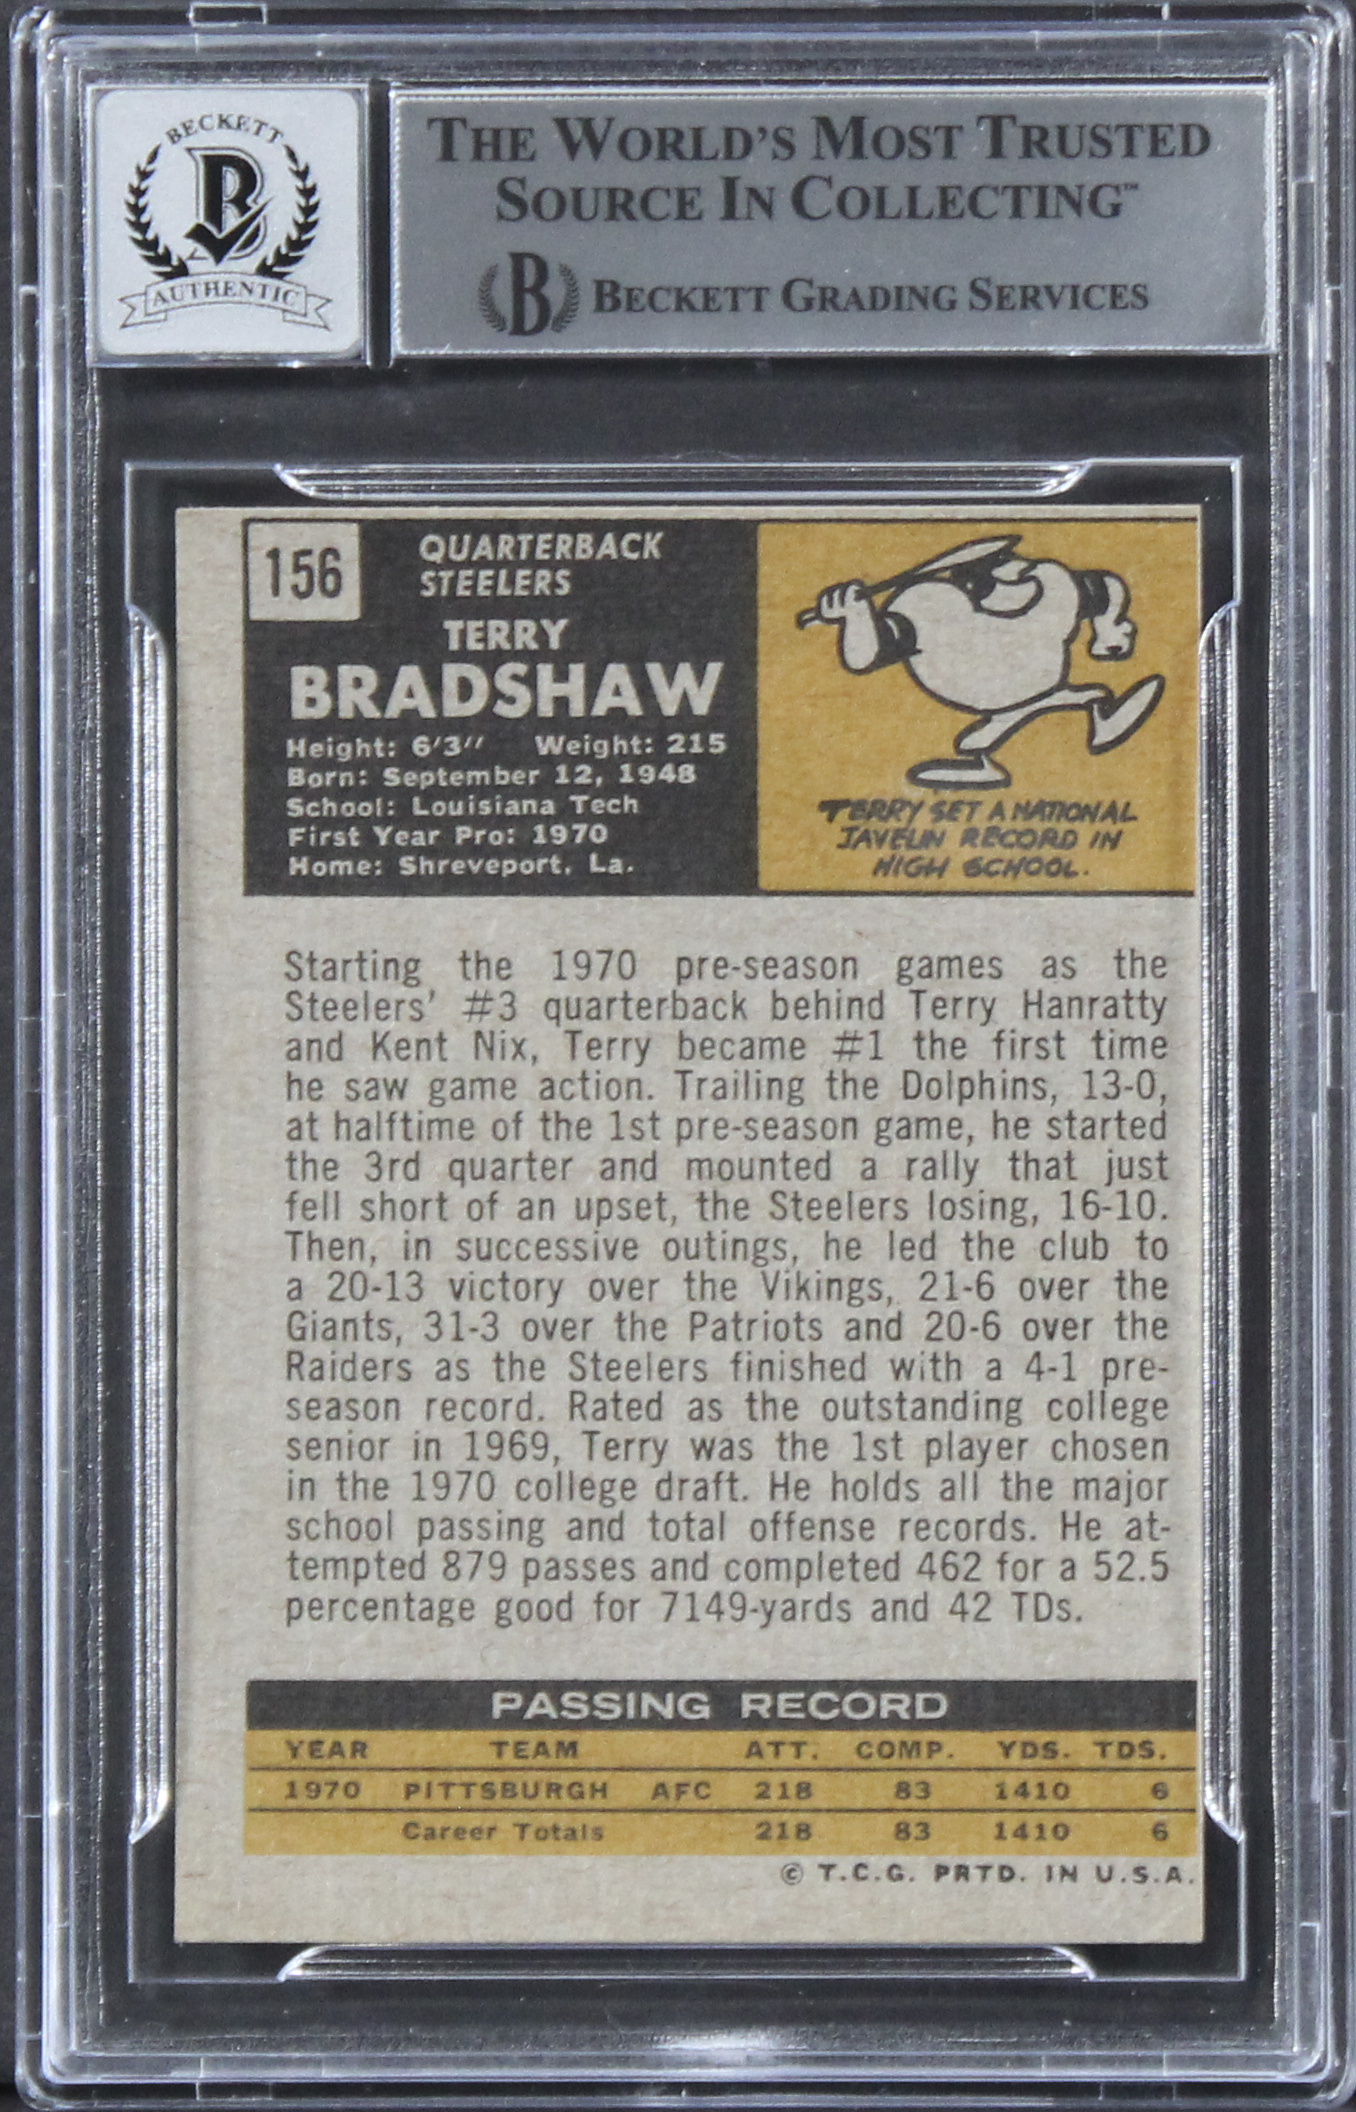 BECKETT
B
AUTHENTIC
THE WORLD'S MOST TRUSTED
SOURCE IN COLLECTING™
B BECKETT GRADING SERVICES
156
QUARTERBACK
STEELERS
TERRY
BRADSHAW
Height: 6'3" Weight: 215
Born: September 12, 1948
School: Louisiana Tech
First Year Pro: 1970
Home: Shreveport, La.
TERRY SET A NATIONAL
JAVELIN RECORD IN
HIGH SCHOOL.
Starting the 1970 pre-season games as the
Steelers' #3 quarterback behind Terry Hanratty
and Kent Nix, Terry became #1 the first time
he saw game action. Trailing the Dolphins, 13-0,
at halftime of the 1st pre-season game, he started
the 3rd quarter and mounted a rally that just
fell short of an upset, the Steelers losing, 16-10.
Then, in successive outings, he led the club to
a 20-13 victory over the Vikings, 21-6 over the
Giants, 31-3 over the Patriots and 20-6 over the
Raiders as the Steelers finished with a 4-1 pre-
season record. Rated as the outstanding college
senior in 1969, Terry was the 1st player chosen
in the 1970 college draft. He holds all the major
school passing and total offense records. He at-
tempted 879 passes and completed 462 for a 52.5
percentage good for 7149-yards and 42 TDs.
PASSING RECORD
YEAR TEAM ATT. COMP. YDS. TDS.
1970 PITTSBURGH AFC 218 83 1410 6
Career Totals 218 83 1410 6
© T.C.G. PRTD. IN U.S.A.